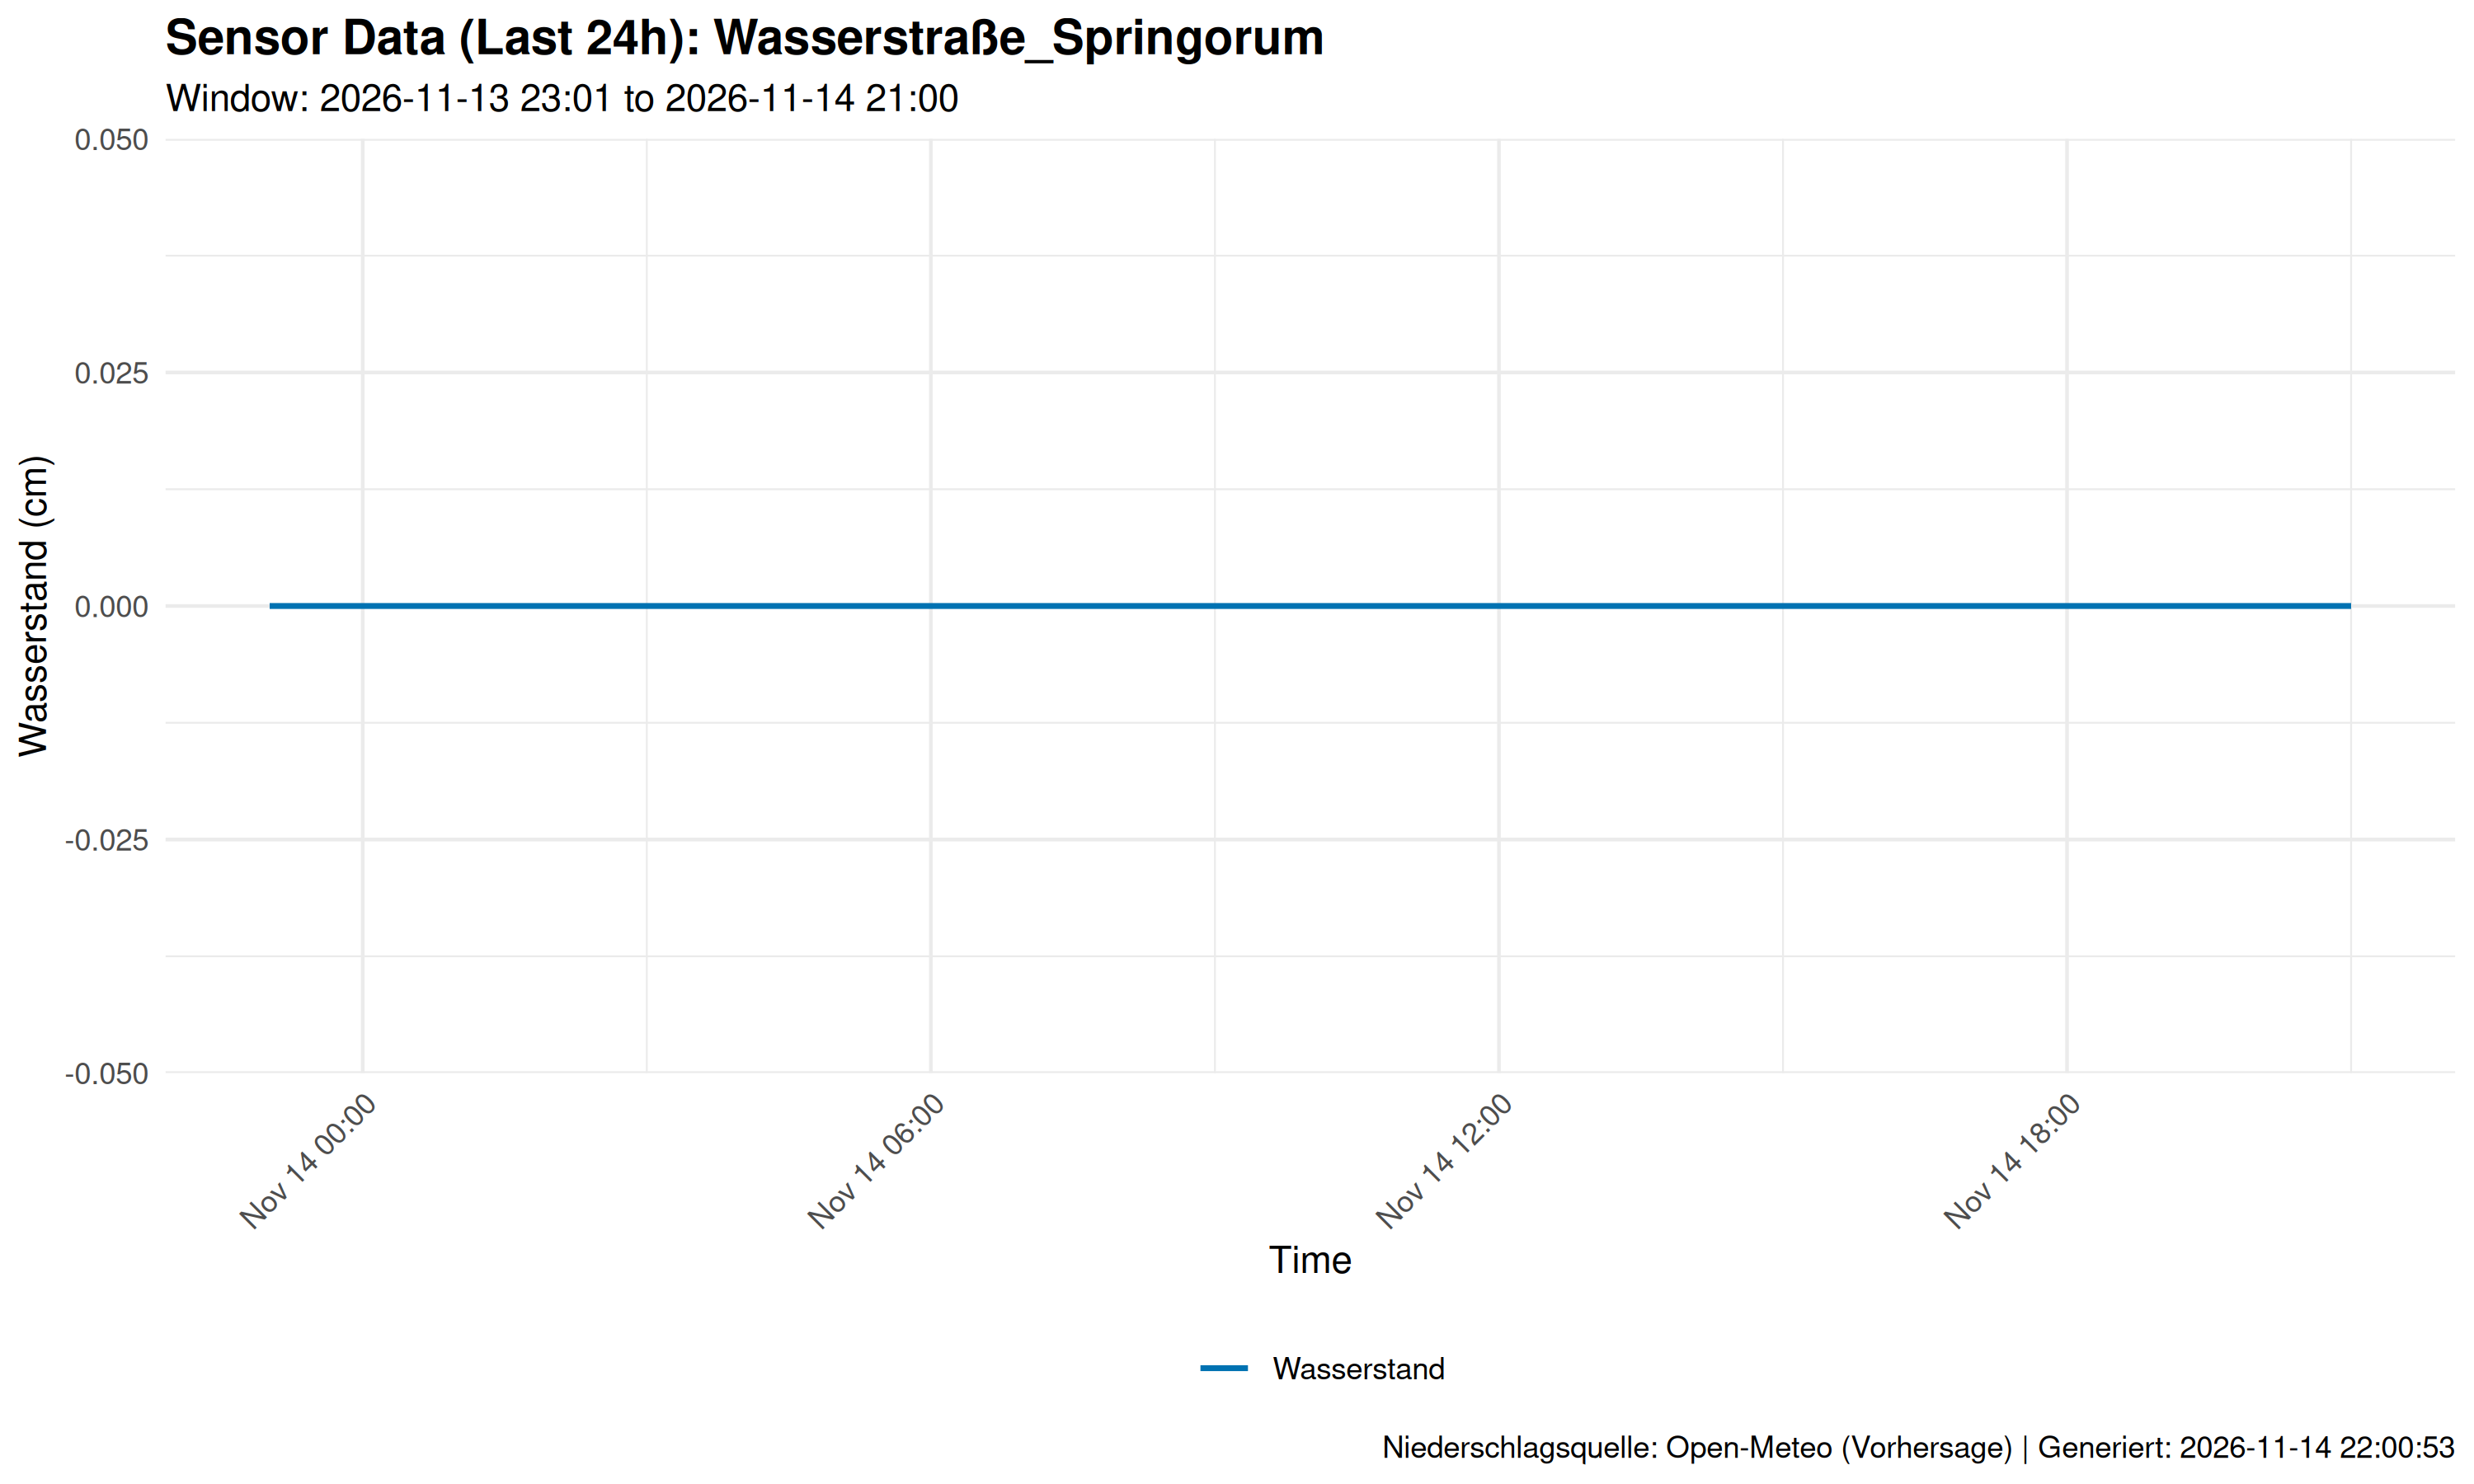 Sensor Data (Last 24h): Wasserstraße_Springorum
Window: 2026-11-13 23:01 to 2026-11-14 21:00
Wasserstand (cm)
0.050
0.025
0.000
-0.025
-0.050
Nov 14 00:00
Nov 14 06:00
Nov 14 12:00
Nov 14 18:00
Time
Wasserstand
Niederschlagsquelle: Open-Meteo (Vorhersage) | Generiert: 2026-11-14 22:00:53